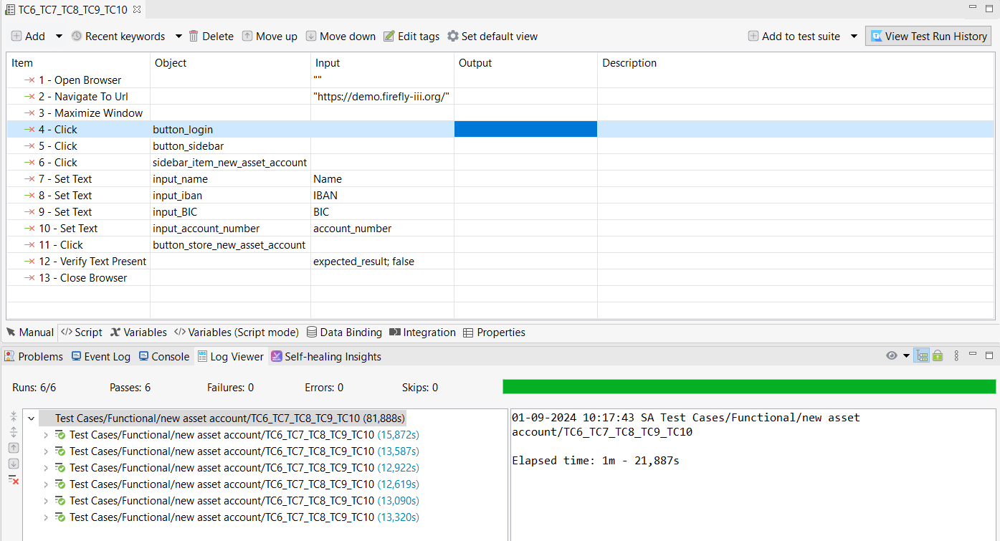 TC6_TC7_TC8_TC9_TC10
Add Recent keywords Delete Move up Move down Edit tags Set default view Add to test suite View Test Run History
Item Object Input Output Description
1 - Open Browser ""
2 - Navigate To Url "https://demo.firefly-iii.org/"
3 - Maximize Window
4 - Click button_login
5 - Click button_sidebar
6 - Click sidebar_item_new_asset_account
7 - Set Text input_name Name
8 - Set Text input_iban IBAN
9 - Set Text input_BIC BIC
10 - Set Text input_account_number account_number
11 - Click button_store_new_asset_account
12 - Verify Text Present expected_result; false
13 - Close Browser
Manual </> Script Variables </> Variables (Script mode) Data Binding Integration Properties
Problems Event Log Console Log Viewer Self-healing Insights
Runs: 6/6 Passes: 6 Failures: 0 Errors: 0 Skips: 0
Test Cases/Functional/new asset account/TC6_TC7_TC8_TC9_TC10 (81,888s)
Test Cases/Functional/new asset account/TC6_TC7_TC8_TC9_TC10 (15,872s)
Test Cases/Functional/new asset account/TC6_TC7_TC8_TC9_TC10 (13,587s)
Test Cases/Functional/new asset account/TC6_TC7_TC8_TC9_TC10 (12,922s)
Test Cases/Functional/new asset account/TC6_TC7_TC8_TC9_TC10 (12,619s)
Test Cases/Functional/new asset account/TC6_TC7_TC8_TC9_TC10 (13,090s)
Test Cases/Functional/new asset account/TC6_TC7_TC8_TC9_TC10 (13,320s)
01-09-2024 10:17:43 SA Test Cases/Functional/new asset
account/TC6_TC7_TC8_TC9_TC10
Elapsed time: 1m - 21,887s